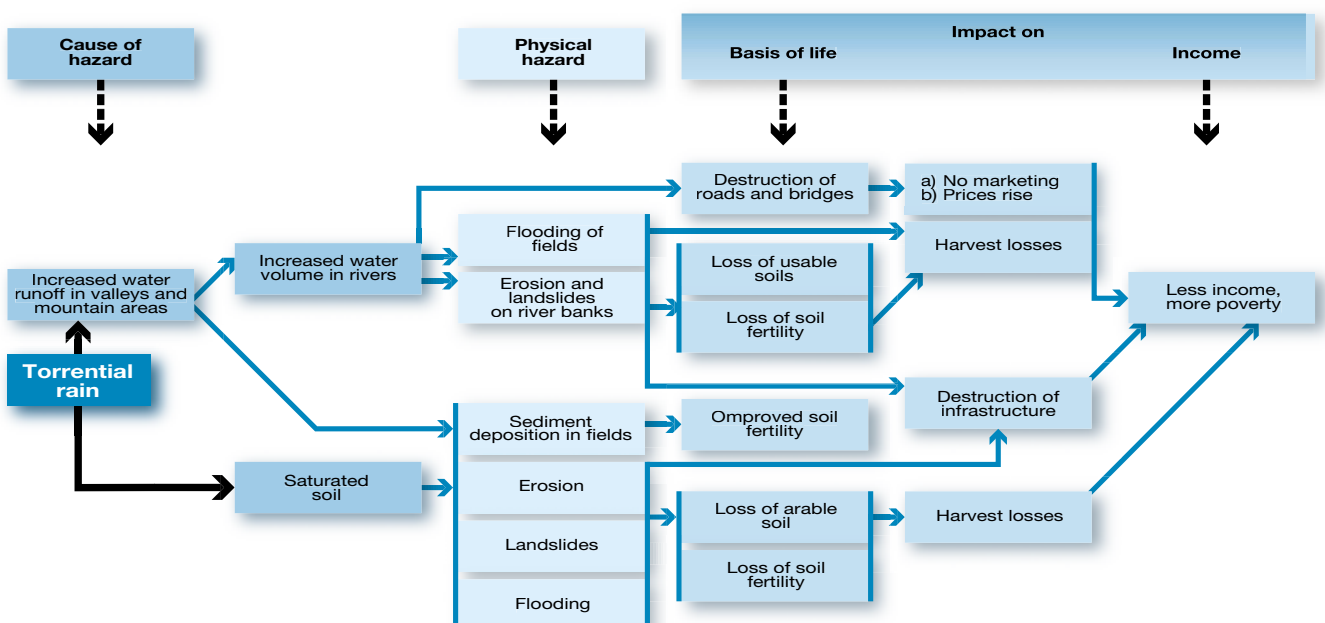 Cause of
hazard
Physical
hazard
Impact on
Basis of life
Income
Destruction of
roads and bridges
a) No marketing
b) Prices rise
Flooding of
fields
Harvest losses
Increased water
volume in rivers
Loss of usable
soils
Increased water
runoff in valleys and
mountain areas
Erosion and
landslides
on river banks
Less income,
more poverty
Loss of soil
fertility
Torrential
rain
Destruction of
infrastructure
Sediment
deposition in fields
Omproved soil
fertility
Saturated
soil
Erosion
Loss of arable
soil
Harvest losses
Landslides
Loss of soil
fertility
Flooding